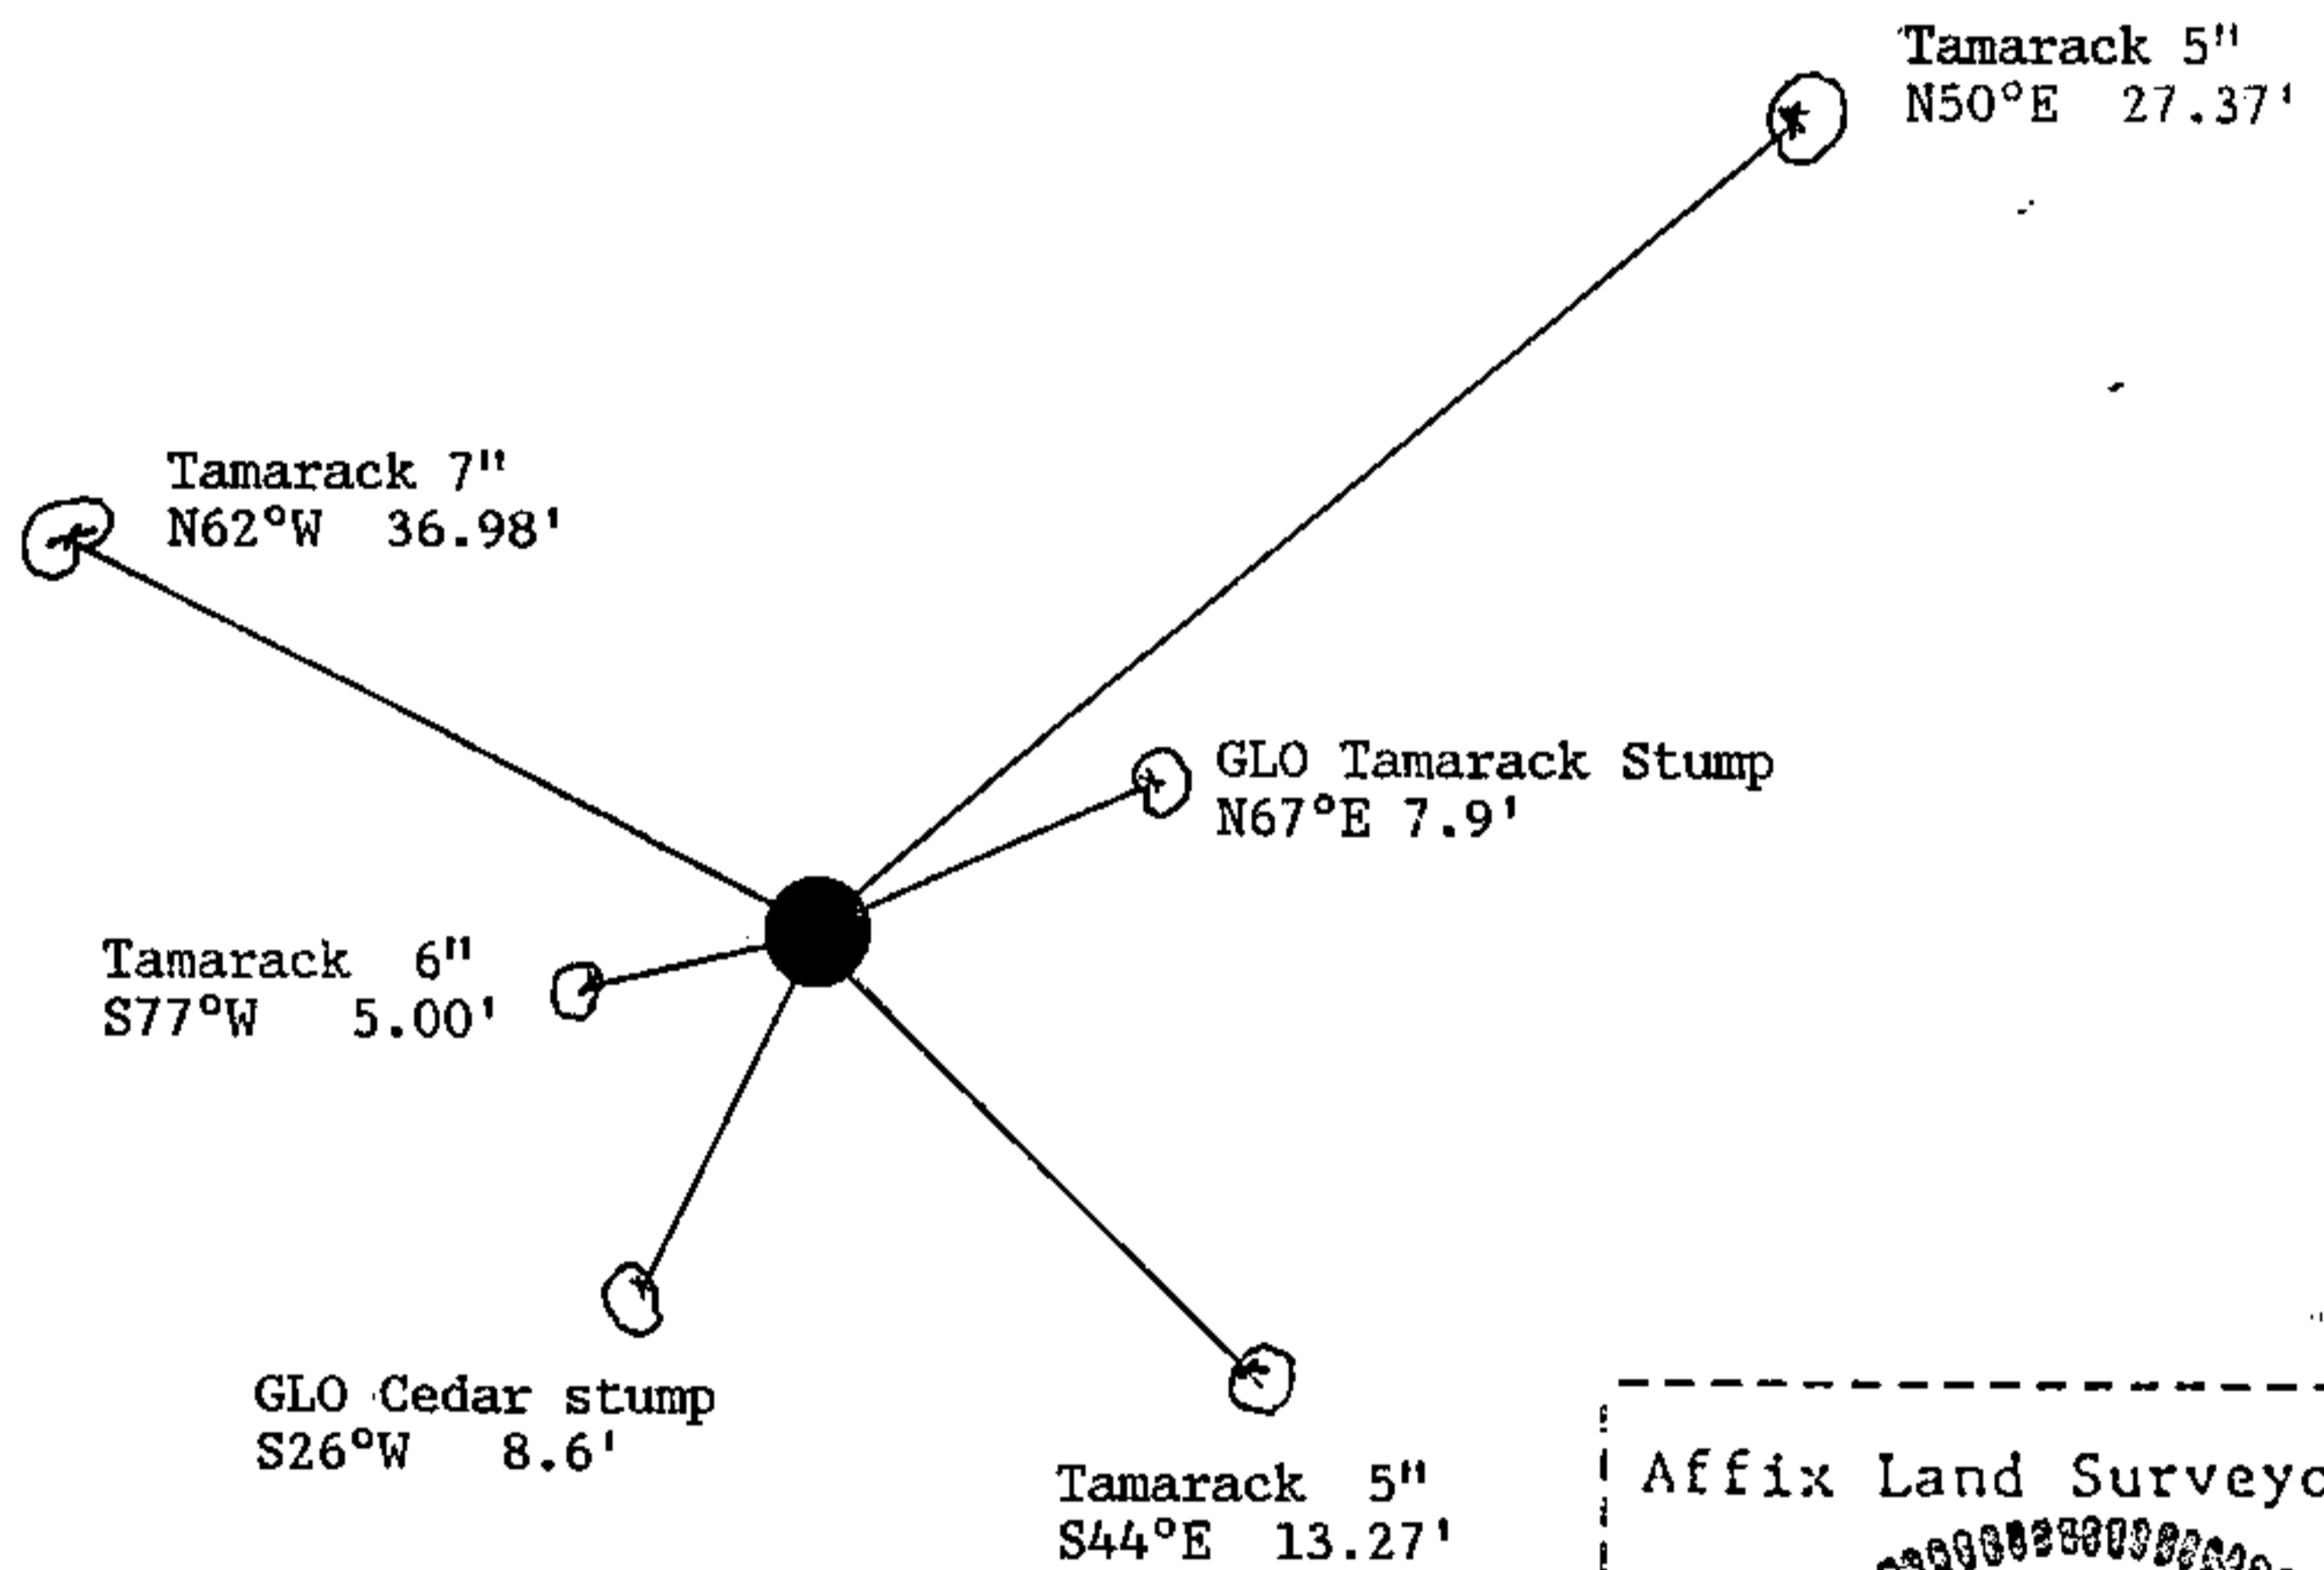 Tamarack 5"
N50°E 27.37'
Tamarack 7"
N62°W 36.98'
GLO Tamarack Stump
N67°E 7.9'
Tamarack 6"
S77°W 5.00'
GLO Cedar stump
S26°W 8.6'
Tamarack 5"
S44°E 13.27'
Affix Land Surveyo